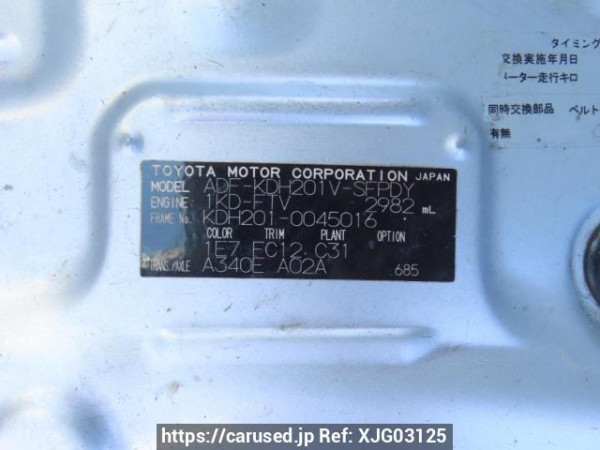 タイミング
交換実施年月日
メーター走行キロ
同時交換部品 ベルト
有無
TOYOTA MOTOR CORPORATION JAPAN
MODEL ADF-KDH201V-SFPDY
ENGINE 1KD-FTV 2982 mL
FRAME No. KDH201-0045016
COLOR TRIM PLANT OPTION
1E7 FC12 C31
TRANS./AXLE A340E A02A .685
https://carused.jp Ref: XJG03125